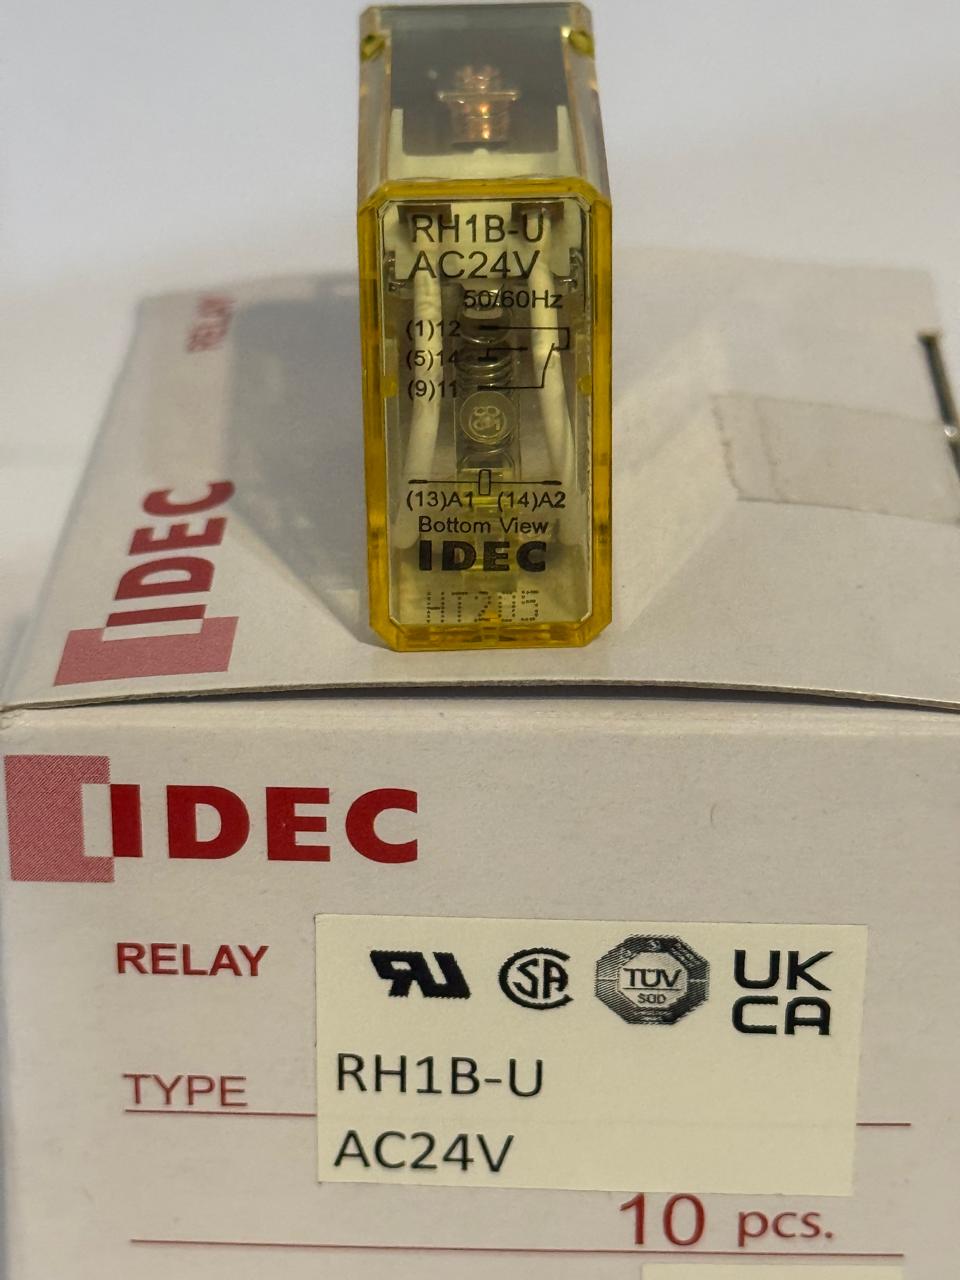 RH1B-U
AC24V
50/60Hz
(1)12
(5)14
(9)11
(13)A1 (14)A2
Bottom View
IDEC
HT205
RELAY
IDEC
IDEC
RELAY
TÜV
SÜD
UK
CA
TYPE
RH1B-U
AC24V
10 pcs.